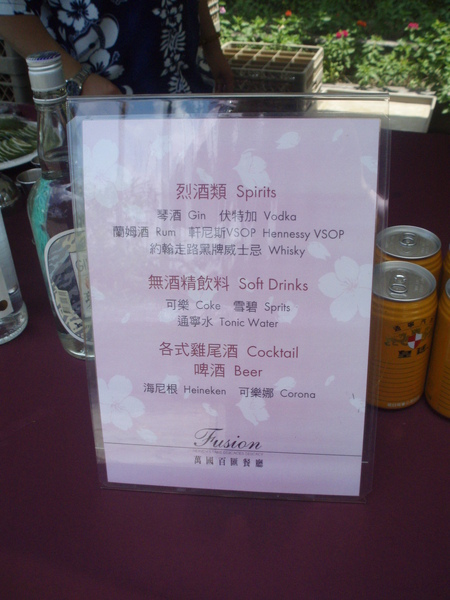 烈酒類 Spirits
琴酒 Gin 伏特加 Vodka
蘭姆酒 Rum 軒尼斯VSOP Hennessy VSOP
約翰走路黑牌威士忌 Whisky
無酒精飲料 Soft Drinks
可樂 Coke 雪碧 Sprits
通寧水 Tonic Water
各式雞尾酒 Cocktail
啤酒 Beer
海尼根 Heineken 可樂娜 Corona
Fusion
萬國百匯餐廳